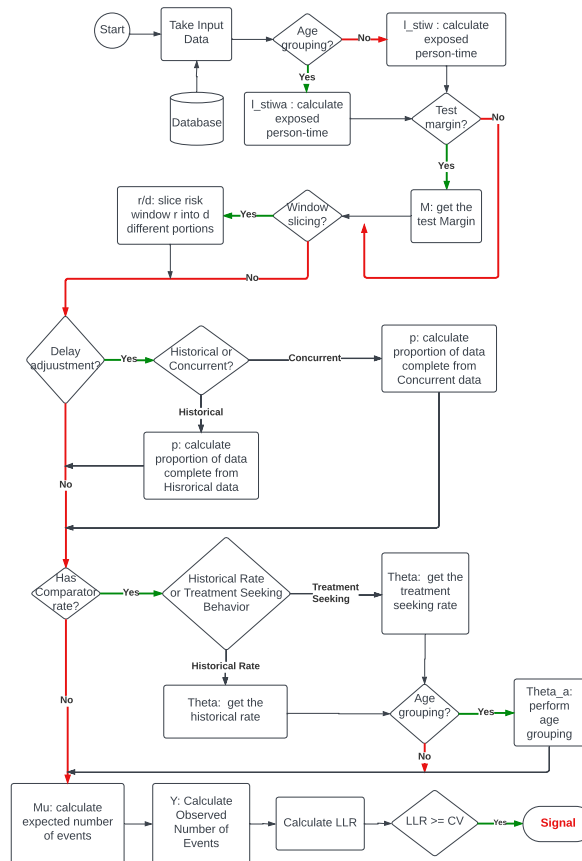 Start
Take Input
Data
Age
grouping?
No
l_stiw : calculate
exposed
person-time
Yes
Database
l_stiwa : calculate
exposed
person-time
Test
margin?
No
Yes
r/d: slice risk
window r into d
different portions
Yes
Window
slicing?
M: get the
test Margin
No
Delay
adjuustment?
Yes
Historical or
Concurrent?
Concurrent
p: calculate
proportion of data
complete from
Concurrent data
Historical
p: calculate
proportion of data
complete from
Hisrorical data
No
Has
Comparator
rate?
Yes
Historical Rate
or Treatment Seeking
Behavior
Treatment
Seeking
Theta:  get the
treatment
seeking rate
Historical Rate
No
Theta:  get the
historical rate
Age
grouping?
Yes
Theta_a:
perform
age
grouping
No
Mu: calculate
expected number
of events
Y: Calculate
Observed
Number of
Events
Calculate LLR
LLR >= CV
Yes
Signal